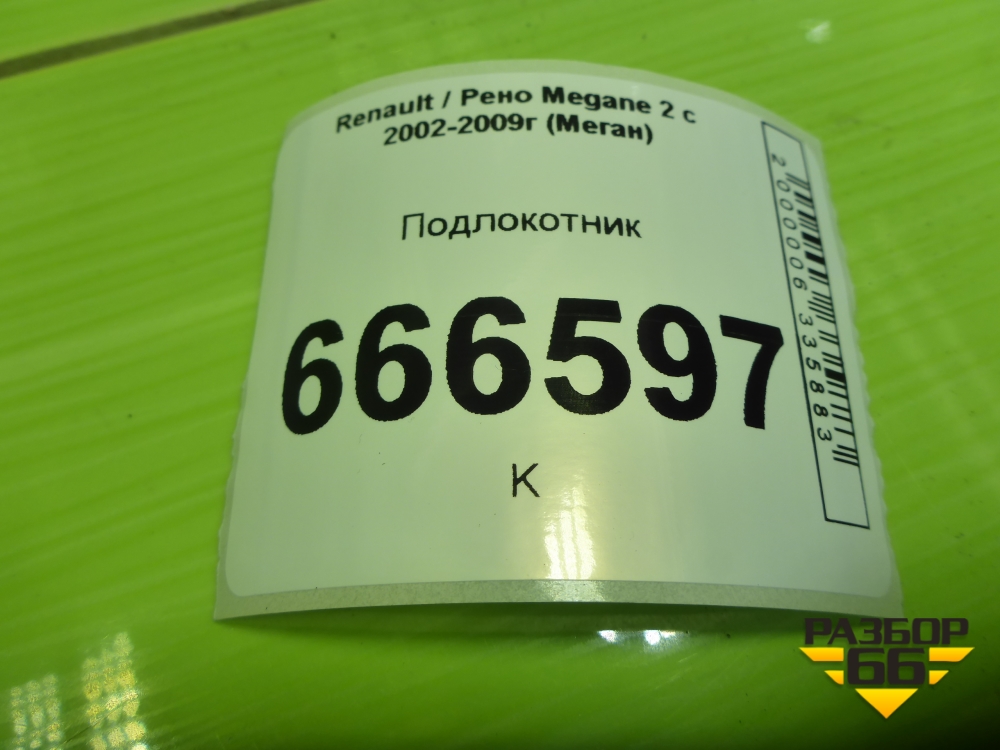 Renault / Рено Megane 2 с
2002-2009г (Меган)
Подлокотник
666597
К
2000006335883
РАЗБОР
66